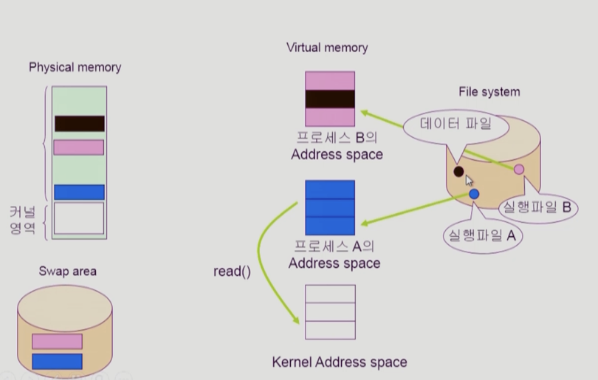 Virtual memory
Physical memory
File system
데이터 파일
프로세스 B의
Address space
실행파일 B
커널
영역
실행파일 A
프로세스 A의
Address space
Swap area
read()
Kernel Address space